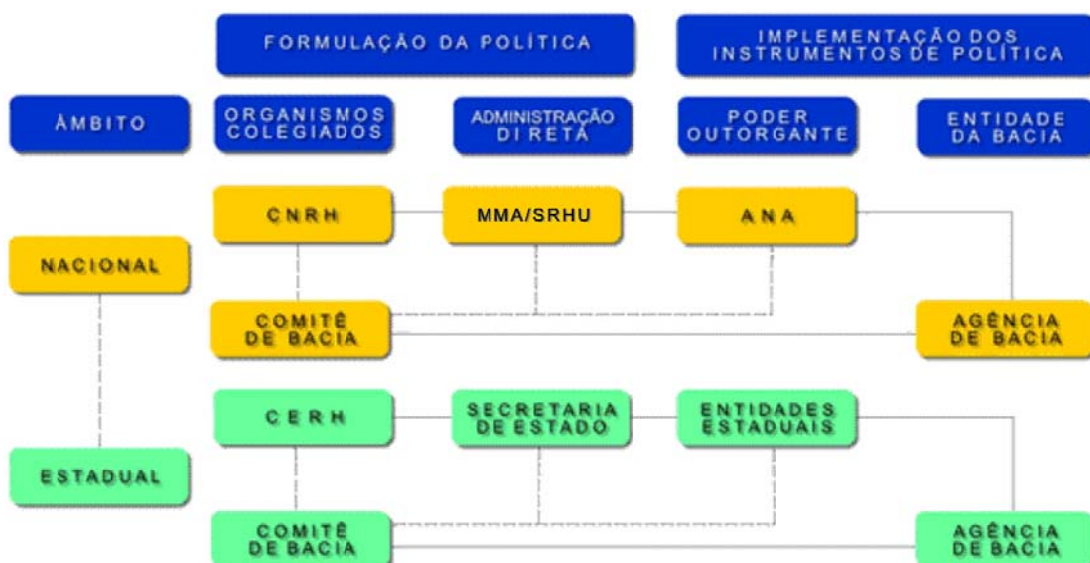 FORMULAÇÃO DA POLÍTICA
IMPLEMENTAÇÃO DOS
INSTRUMENTOS DE POLÍTICA
ÂMBITO
ORGANISMOS
COLEGIADOS
ADMINISTRAÇÃO
DIRETA
PODER
OUTORGANTE
ENTIDADE
DA BACIA
CNRH
MMA/SRHU
ANA
NACIONAL
COMITÊ
DE BACIA
AGÊNCIA
DE BACIA
CERH
SECRETARIA
DE ESTADO
ENTIDADES
ESTADUAIS
ESTADUAL
COMITÊ
DE BACIA
AGÊNCIA
DE BACIA